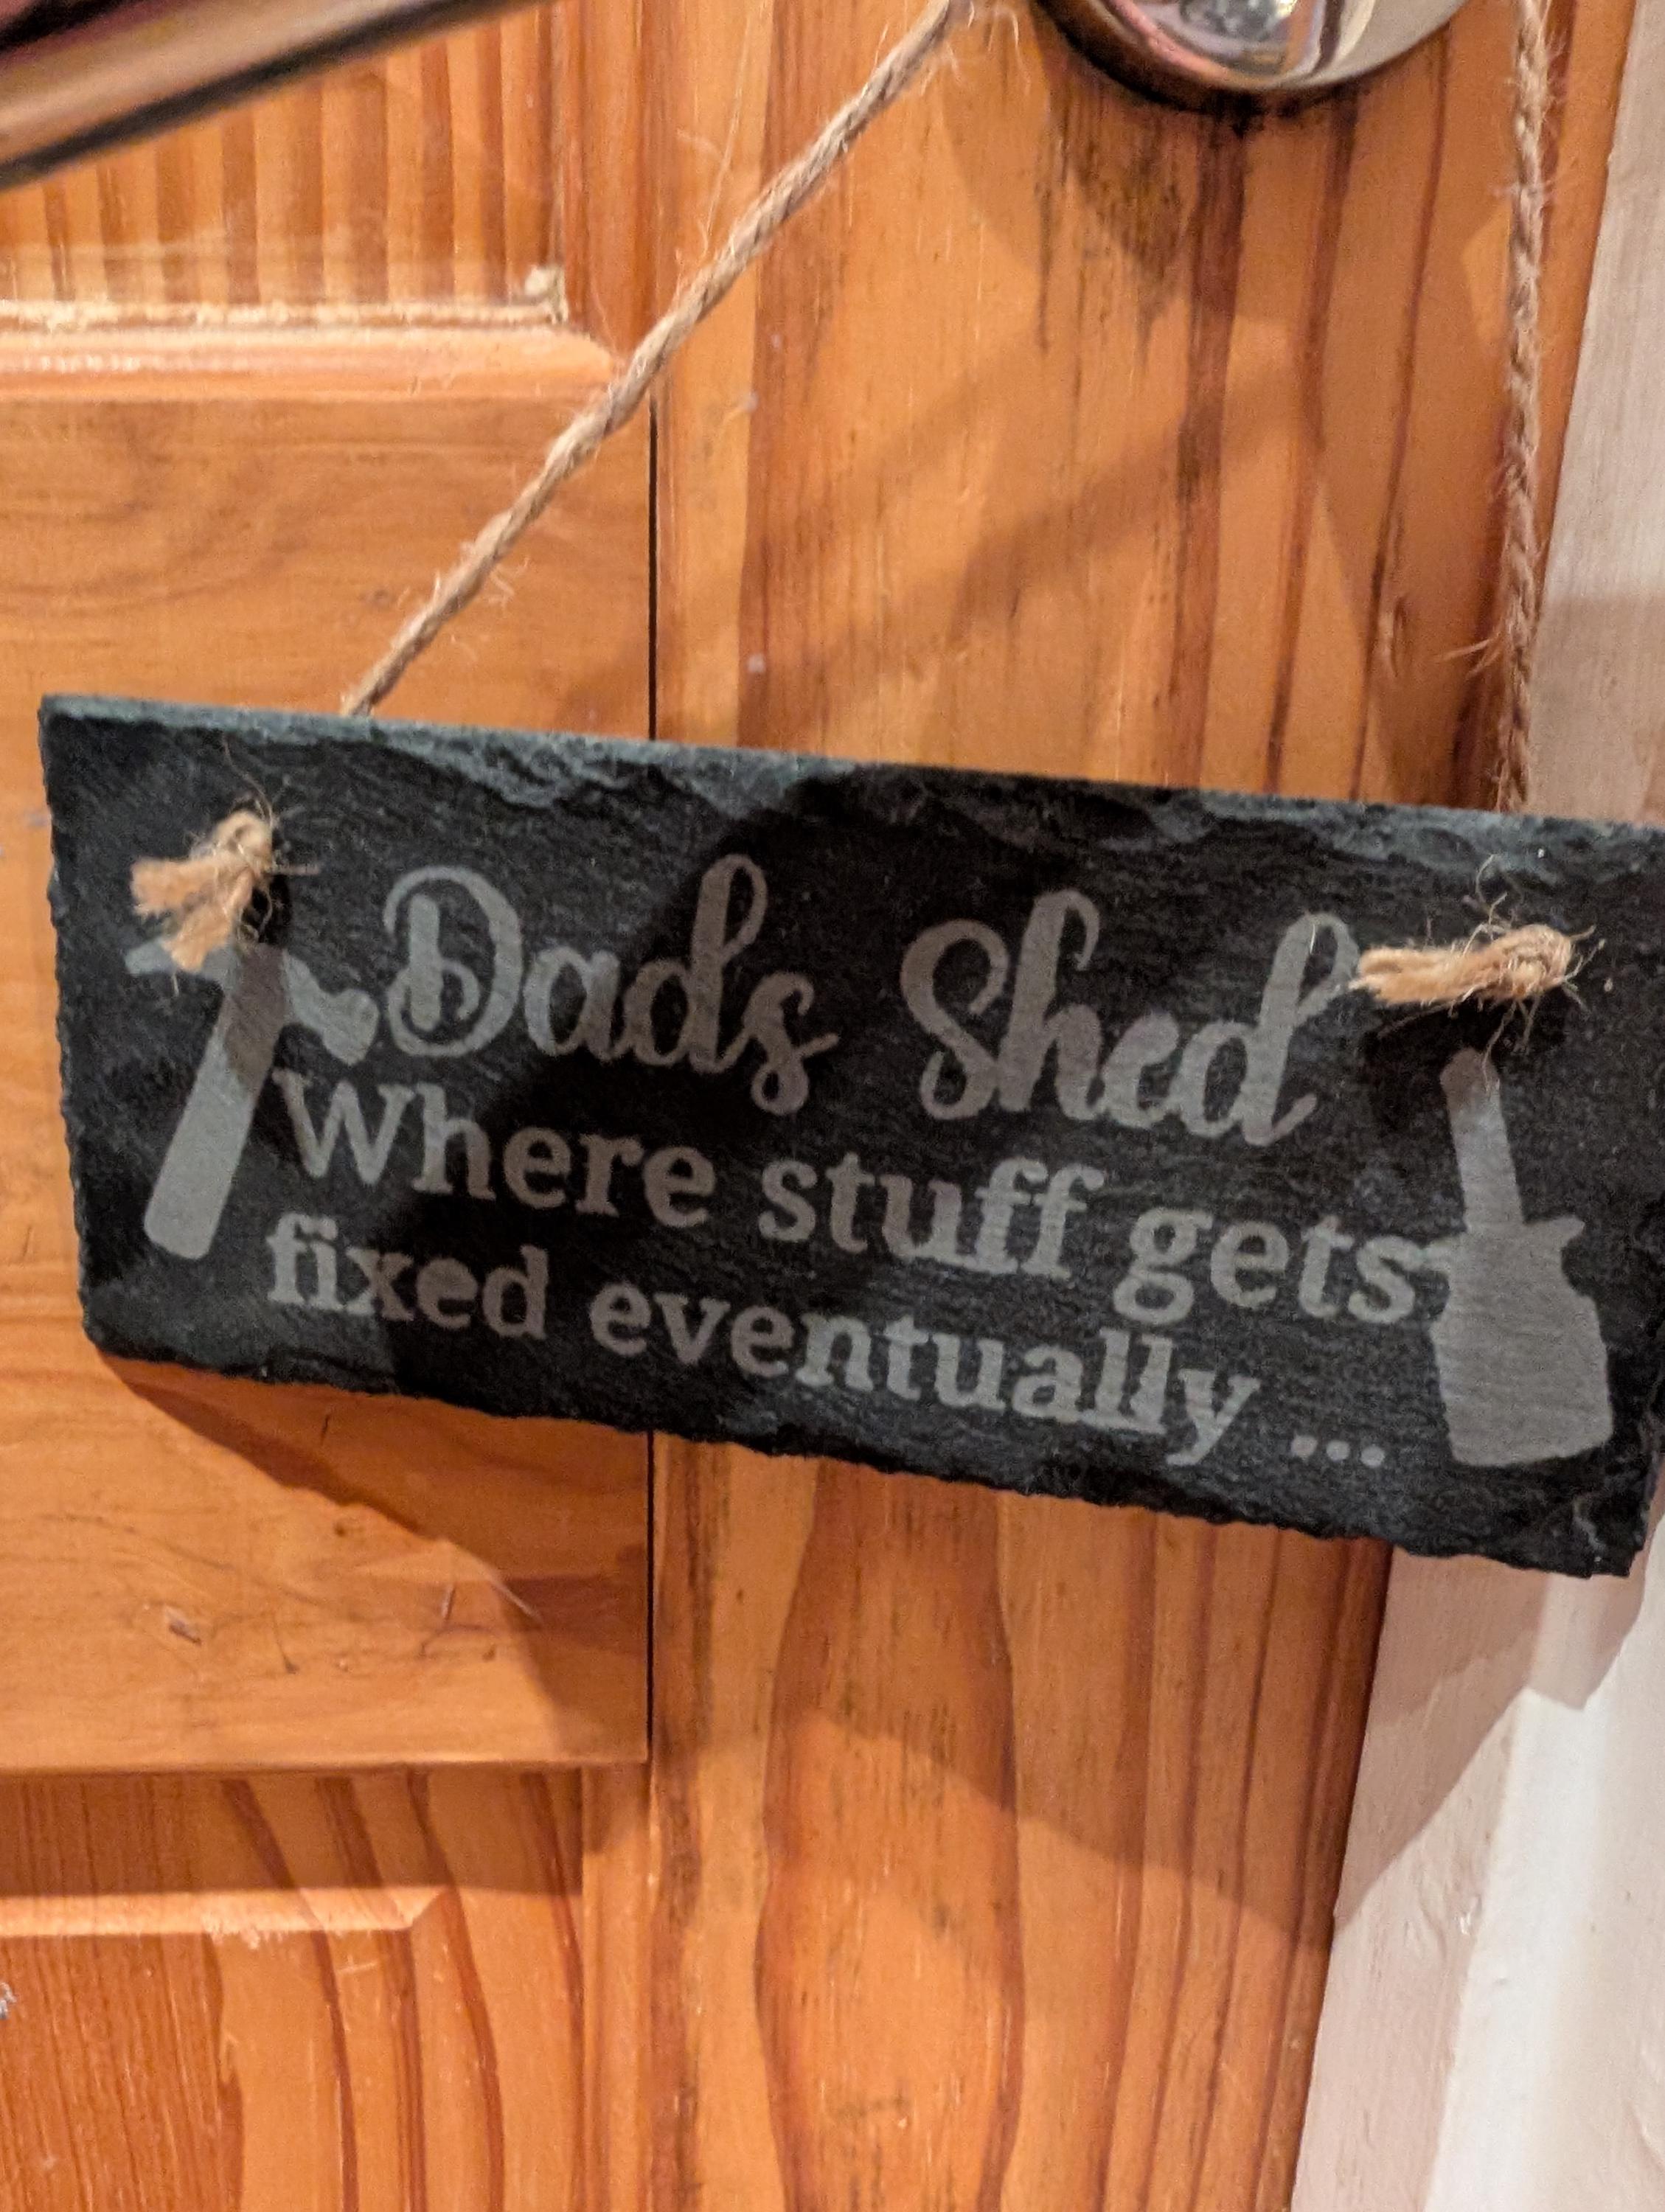 Dads Shed
Where stuff gets
fixed eventually ...